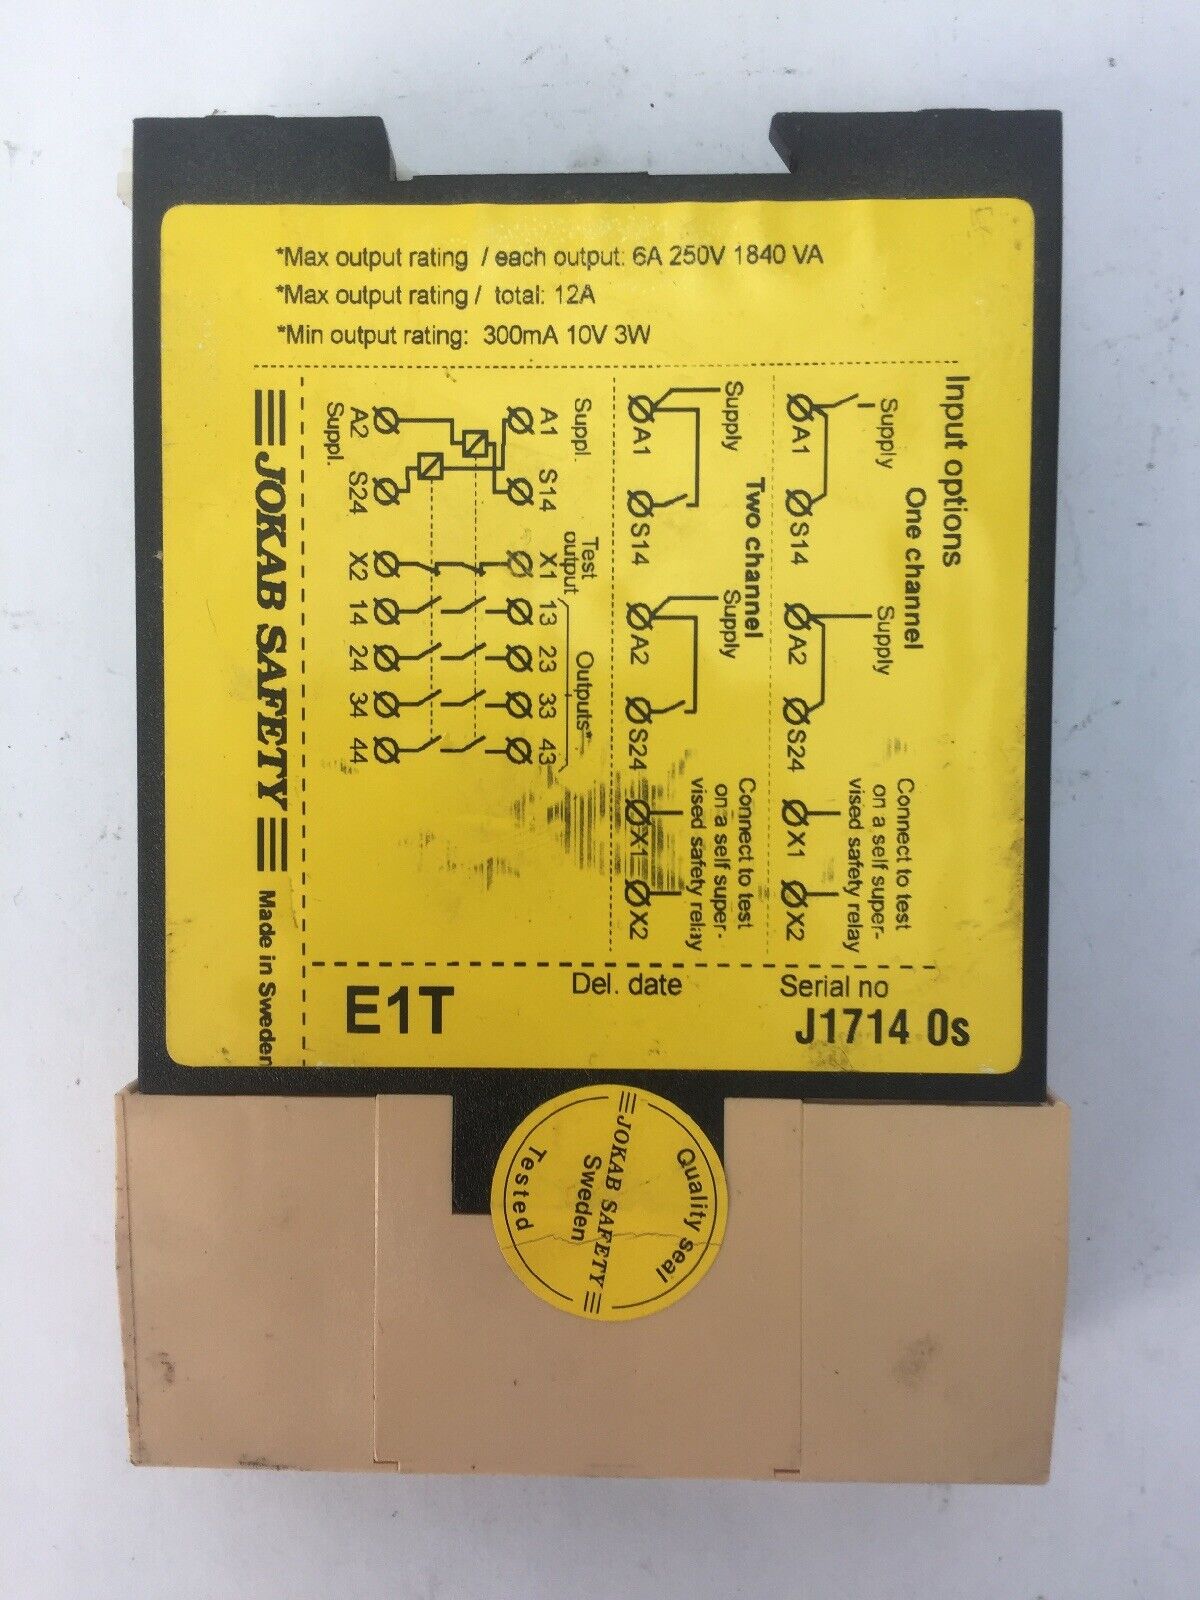 *Max output rating / each output: 6A 250V 1840 VA
*Max output rating / total: 12A
*Min output rating: 300mA 10V 3W
Input options
One channel
Supply
Supply
A1
S14
A2
S24
X1
X2
Connect to test
on a self super-
vised safety relay
Two channel
Supply
Supply
A1
S14
A2
S24
X1
X2
Connect to test
on a self super-
vised safety relay
Suppl.
Test
output
Outputs*
A1 S14 X1 13 23 33 43
A2 S24 X2 14 24 34 44
Suppl.
JOKAB SAFETY
Made in Sweden
E1T
Del. date
Serial no
J1714 0s
Quality seal
JOKAB SAFETY
Sweden
Tested